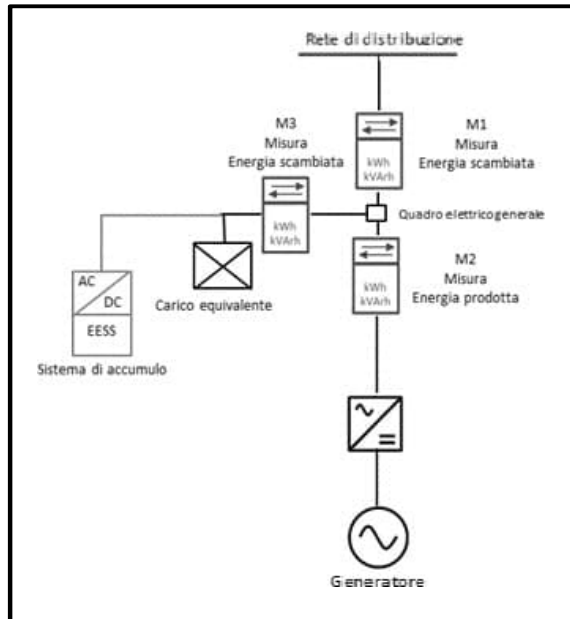 Rete di distribuzione
M3
Misura
Energia scambiata
M1
Misura
Energia scambiata
kWh
kVArh
kWh
kVArh
Quadro elettrico generale
kWh
kVArh
M2
Misura
Energia prodotta
AC
DC
EESS
Carico equivalente
Sistema di accumulo
Generatore